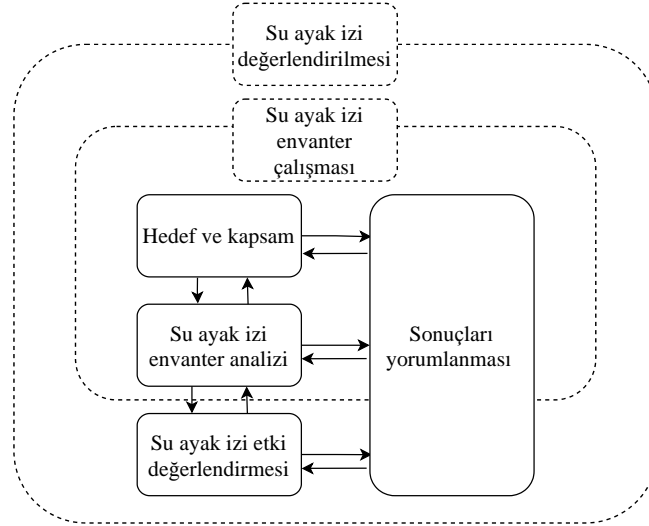 Su ayak izi
değerlendirilmesi
Su ayak izi
envanter
çalışması
Hedef ve kapsam
Su ayak izi
envanter analizi
Su ayak izi etki
değerlendirmesi
Sonuçları
yorumlanması